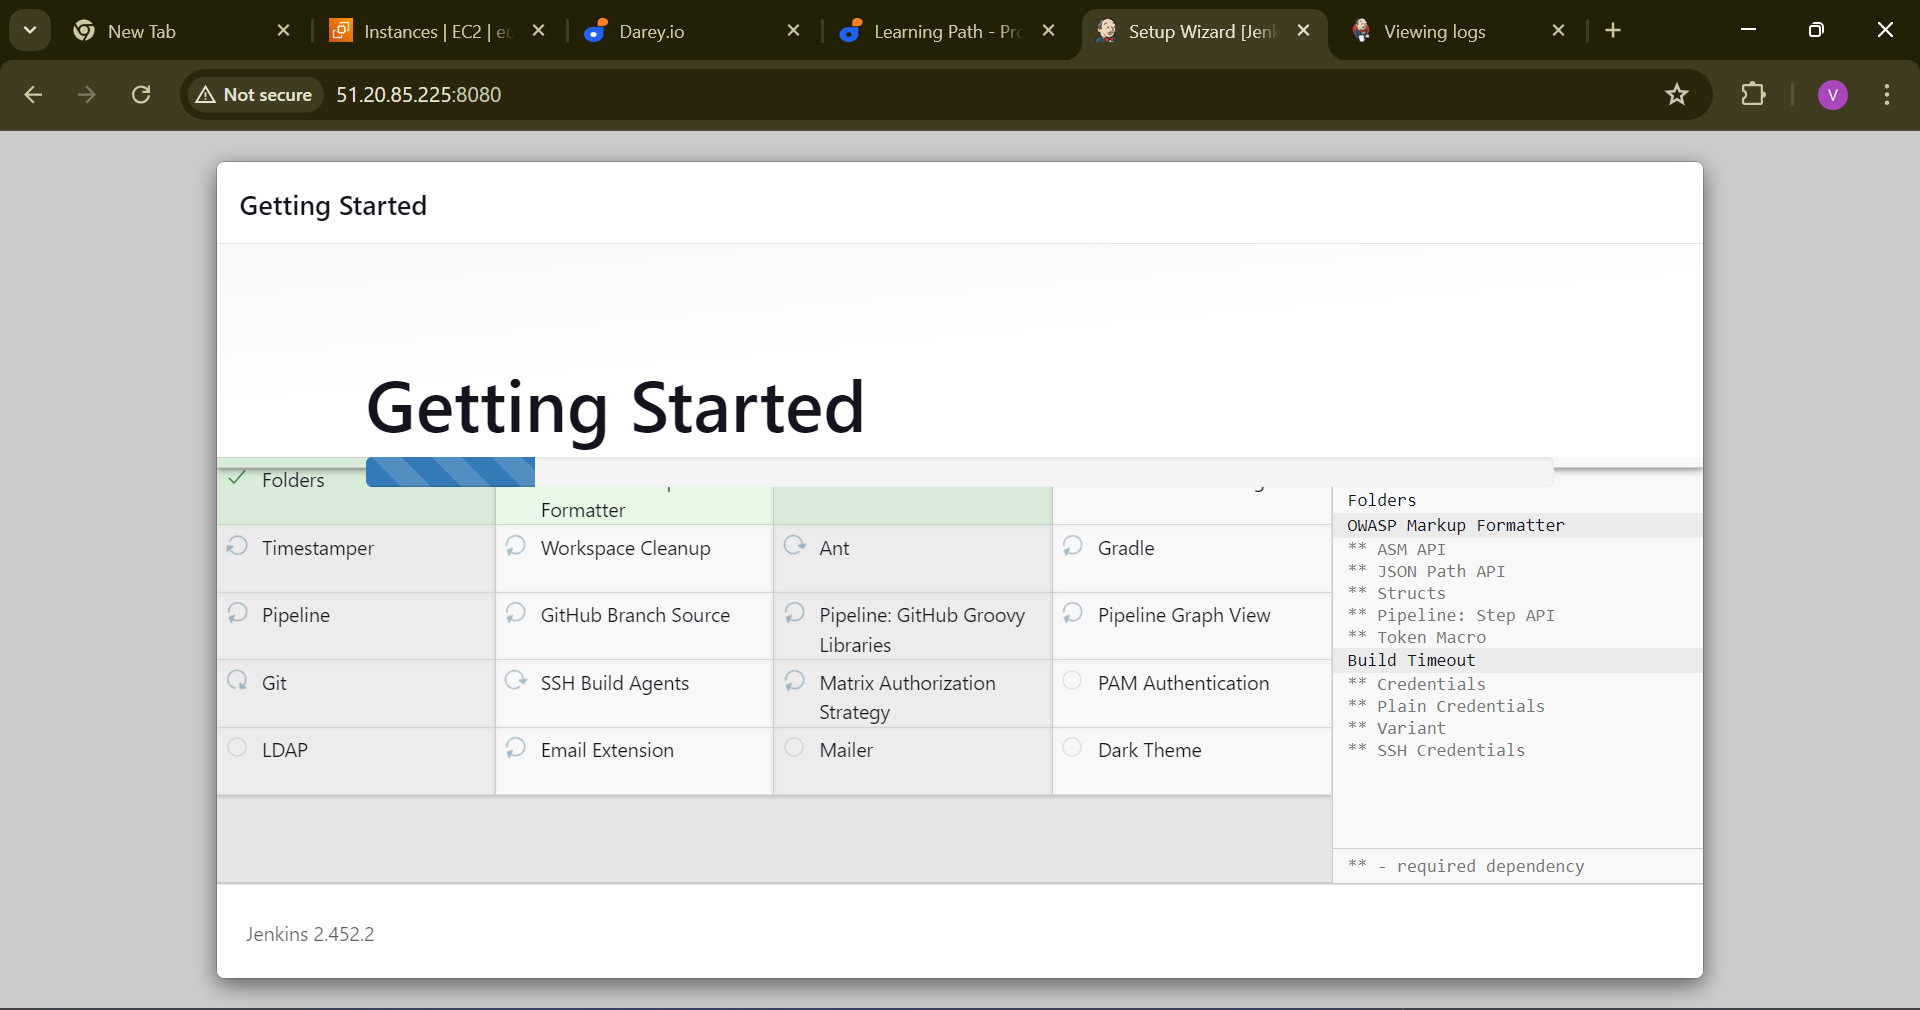 New Tab
Instances | EC2 | eu
Darey.io
Learning Path - Pro
Setup Wizard [Jenk
Viewing logs
Not secure
51.20.85.225:8080
V
Getting Started
Getting Started
Folders
Formatter
Timestamper
Workspace Cleanup
Ant
Gradle
Pipeline
GitHub Branch Source
Pipeline: GitHub Groovy
Libraries
Pipeline Graph View
Git
SSH Build Agents
Matrix Authorization
Strategy
PAM Authentication
LDAP
Email Extension
Mailer
Dark Theme
Folders
OWASP Markup Formatter
** ASM API
** JSON Path API
** Structs
** Pipeline: Step API
** Token Macro
Build Timeout
** Credentials
** Plain Credentials
** Variant
** SSH Credentials
** - required dependency
Jenkins 2.452.2